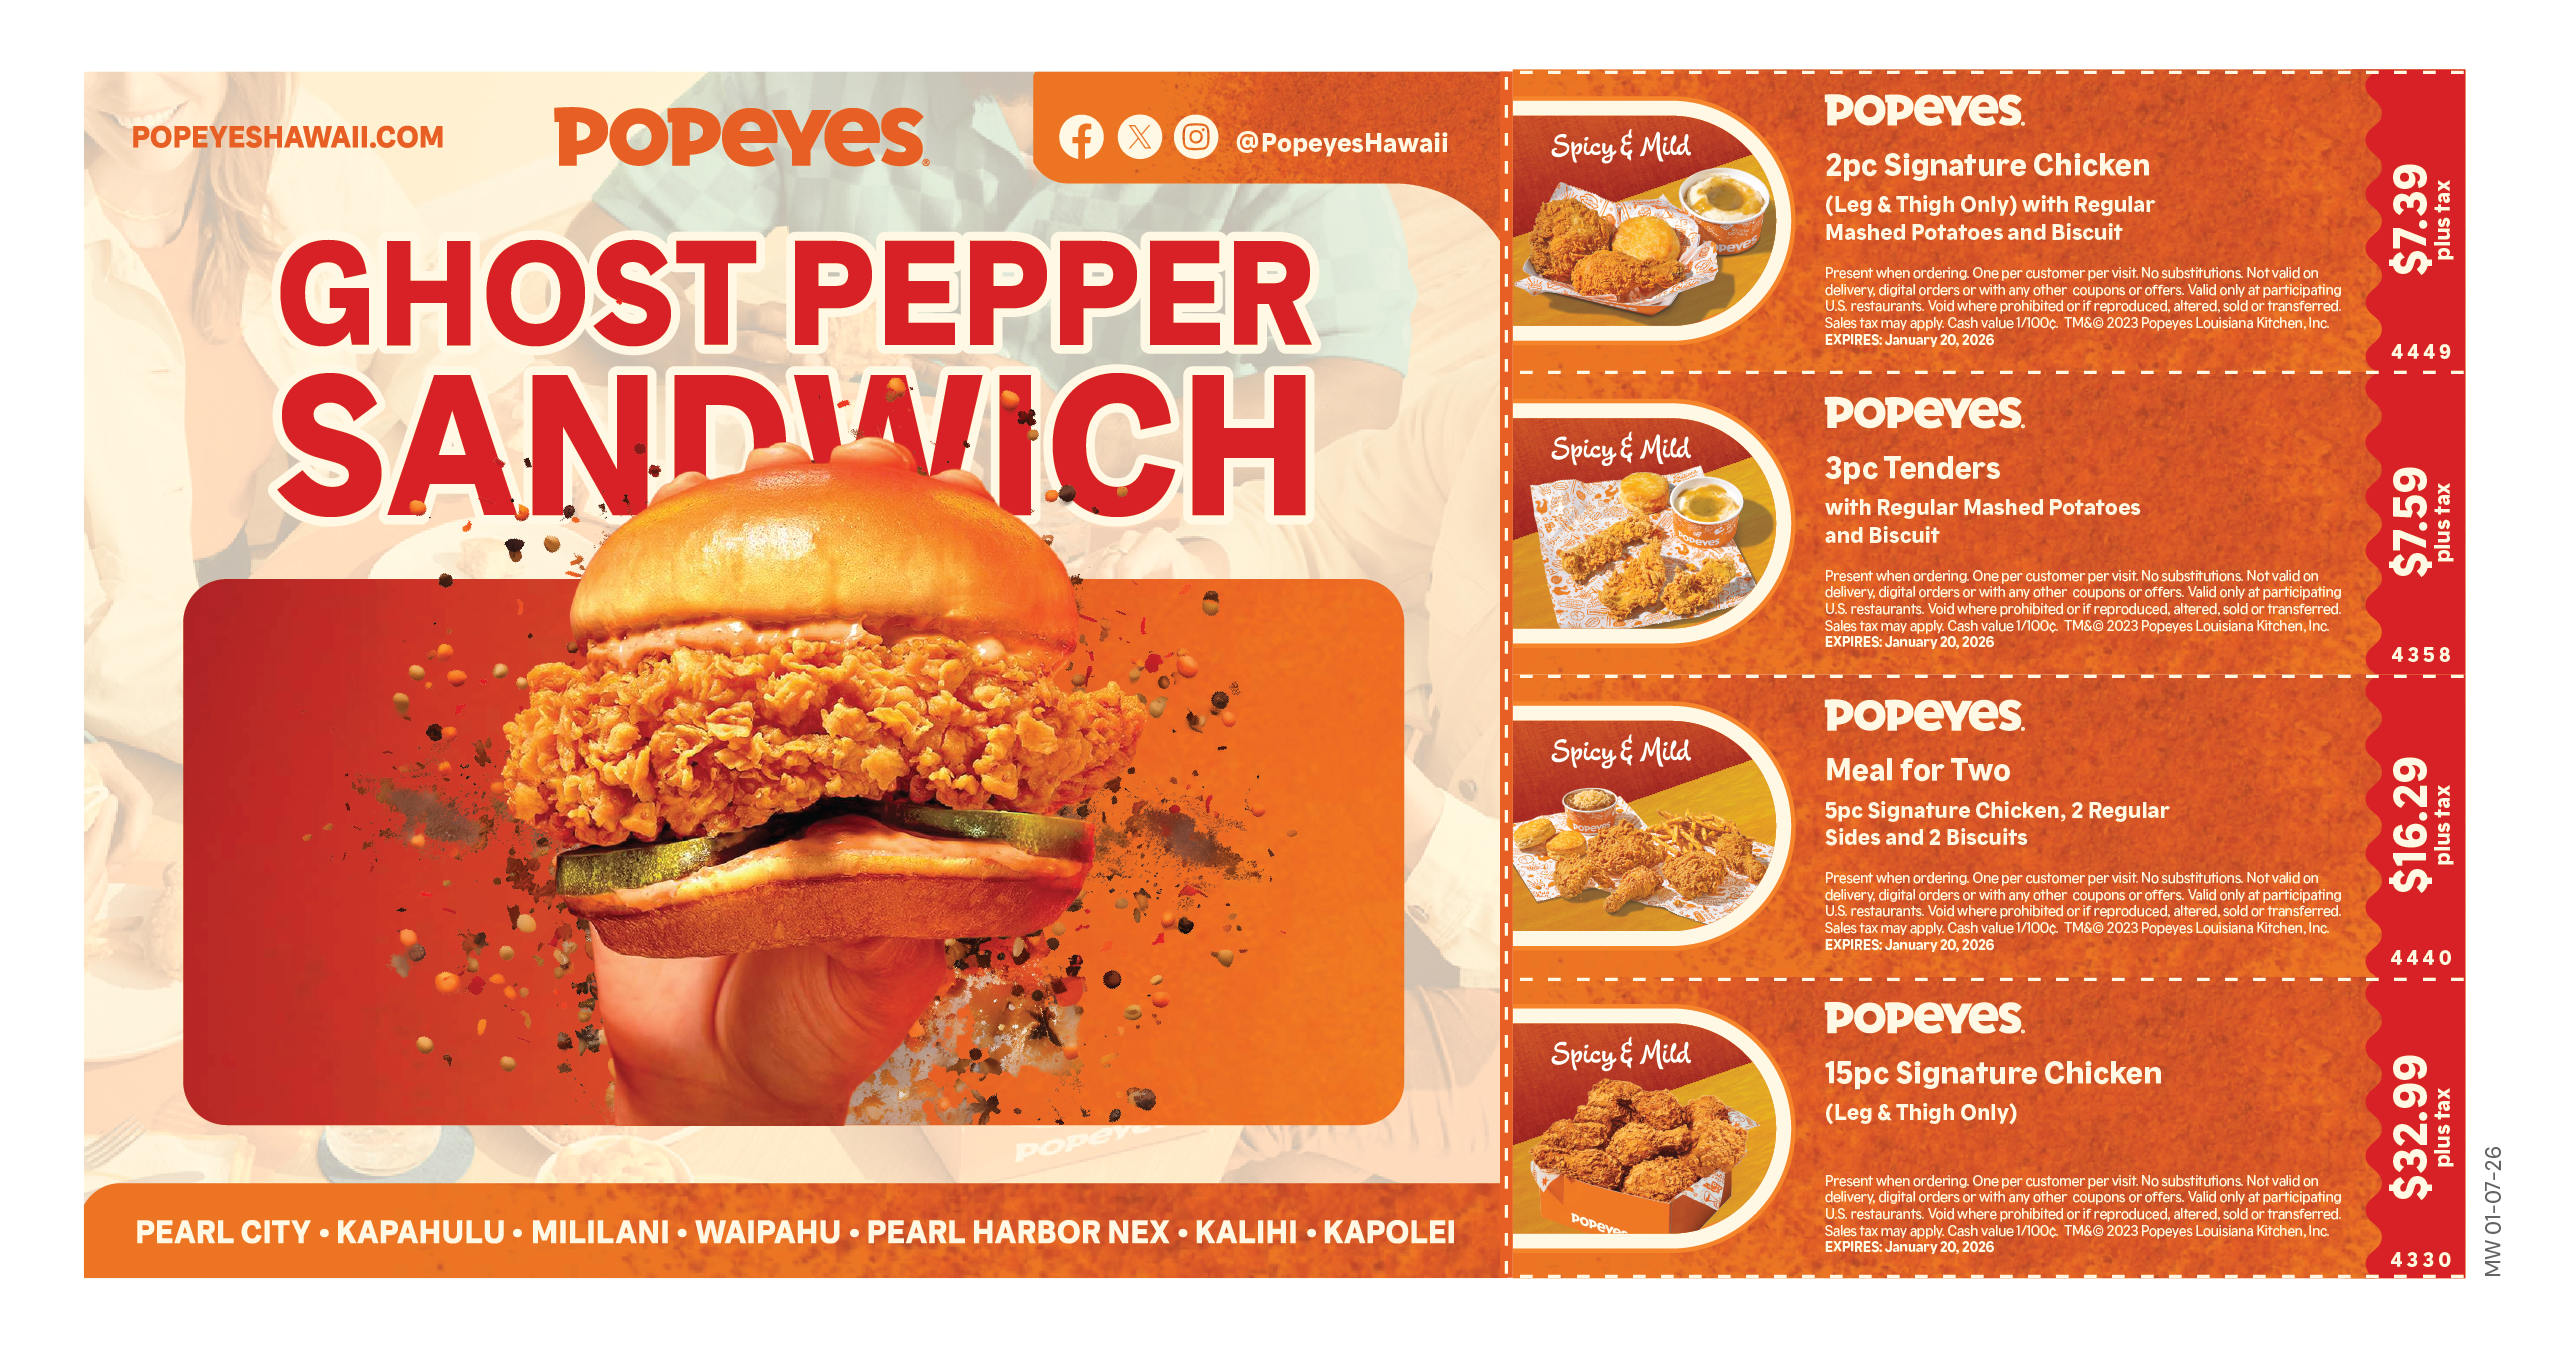 POPEYESHAWAII.COM
POPEYES
@PopeyesHawaii
GHOST PEPPER
SANDWICH
POPEYES
PEARL CITY • KAPAHULU • MILILANI • WAIPAHU • PEARL HARBOR NEX • KALIHI • KAPOLEI
Spicy & Mild
POPEYES
POPEYES
2pc Signature Chicken
(Leg & Thigh Only) with Regular
Mashed Potatoes and Biscuit
Present when ordering. One per customer per visit. No substitutions. Not valid on
delivery, digital orders or with any other coupons or offers. Valid only at participating
U.S. restaurants. Void where prohibited or if reproduced, altered, sold or transferred.
Sales tax may apply. Cash value 1/100¢. TM&© 2023 Popeyes Louisiana Kitchen, Inc.
EXPIRES: January 20, 2026
$7.39
plus tax
4449
Spicy & Mild
POPEYES
POPEYES
3pc Tenders
with Regular Mashed Potatoes
and Biscuit
Present when ordering. One per customer per visit. No substitutions. Not valid on
delivery, digital orders or with any other coupons or offers. Valid only at participating
U.S. restaurants. Void where prohibited or if reproduced, altered, sold or transferred.
Sales tax may apply. Cash value 1/100¢. TM&© 2023 Popeyes Louisiana Kitchen, Inc.
EXPIRES: January 20, 2026
$7.59
plus tax
4358
Spicy & Mild
POPEYES
POPEYES
Meal for Two
5pc Signature Chicken, 2 Regular
Sides and 2 Biscuits
Present when ordering. One per customer per visit. No substitutions. Not valid on
delivery, digital orders or with any other coupons or offers. Valid only at participating
U.S. restaurants. Void where prohibited or if reproduced, altered, sold or transferred.
Sales tax may apply. Cash value 1/100¢. TM&© 2023 Popeyes Louisiana Kitchen, Inc.
EXPIRES: January 20, 2026
$16.29
plus tax
4440
Spicy & Mild
POPEYES
POPEYES
15pc Signature Chicken
(Leg & Thigh Only)
Present when ordering. One per customer per visit. No substitutions. Not valid on
delivery, digital orders or with any other coupons or offers. Valid only at participating
U.S. restaurants. Void where prohibited or if reproduced, altered, sold or transferred.
Sales tax may apply. Cash value 1/100¢. TM&© 2023 Popeyes Louisiana Kitchen, Inc.
EXPIRES: January 20, 2026
$32.99
plus tax
4330
MW 01-07-26